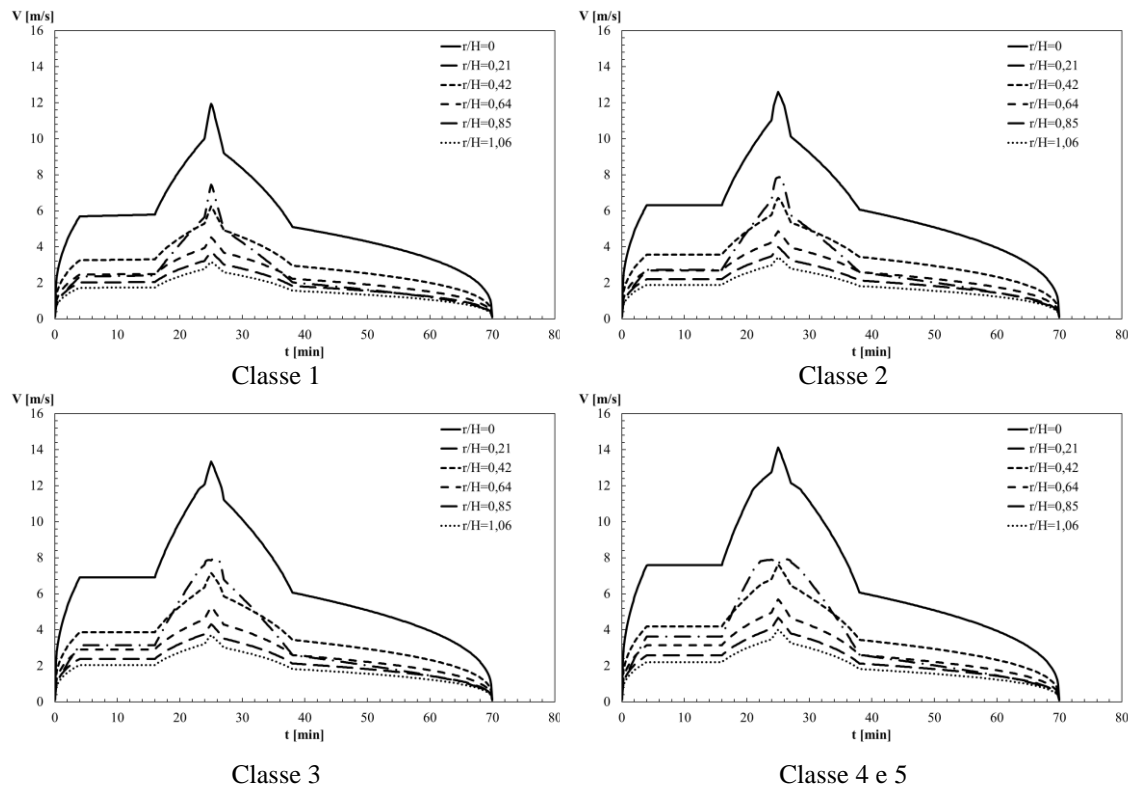 V [m/s]
16
14
12
10
8
6
4
2
0
0 10 20 30 40 50 60 70 80
t [min]
r/H=0
r/H=0,21
r/H=0,42
r/H=0,64
r/H=0,85
r/H=1,06
Classe 1
V [m/s]
16
14
12
10
8
6
4
2
0
0 10 20 30 40 50 60 70 80
t [min]
r/H=0
r/H=0,21
r/H=0,42
r/H=0,64
r/H=0,85
r/H=1,06
Classe 2
V [m/s]
16
14
12
10
8
6
4
2
0
0 10 20 30 40 50 60 70 80
t [min]
r/H=0
r/H=0,21
r/H=0,42
r/H=0,64
r/H=0,85
r/H=1,06
Classe 3
V [m/s]
16
14
12
10
8
6
4
2
0
0 10 20 30 40 50 60 70 80
t [min]
r/H=0
r/H=0,21
r/H=0,42
r/H=0,64
r/H=0,85
r/H=1,06
Classe 4 e 5